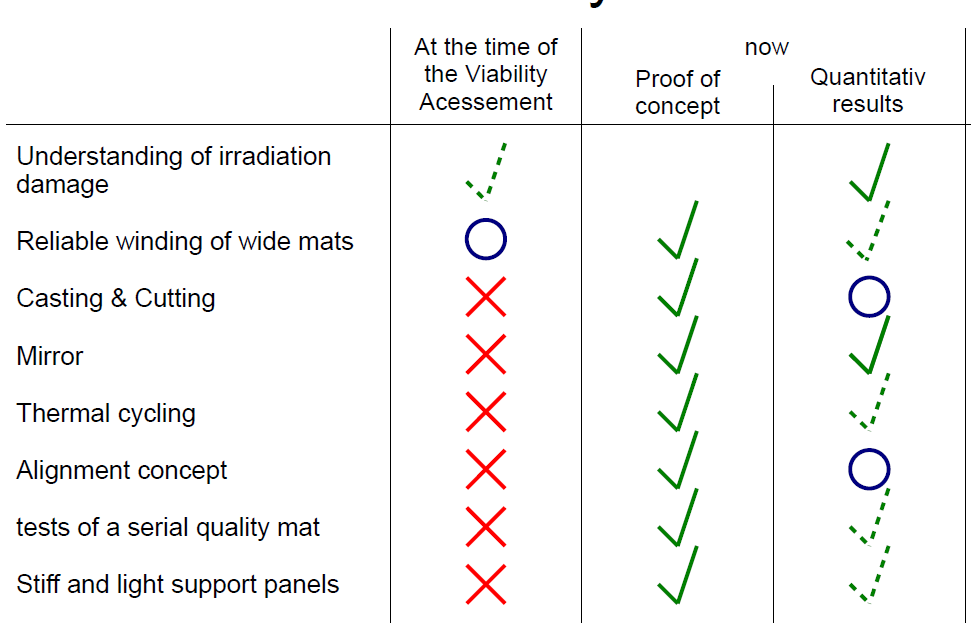 At the time of
the Viability
Acessement
now
Proof of
concept
Quantitativ
results
Understanding of irradiation
damage
Reliable winding of wide mats
Casting & Cutting
Mirror
Thermal cycling
Alignment concept
tests of a serial quality mat
Stiff and light support panels